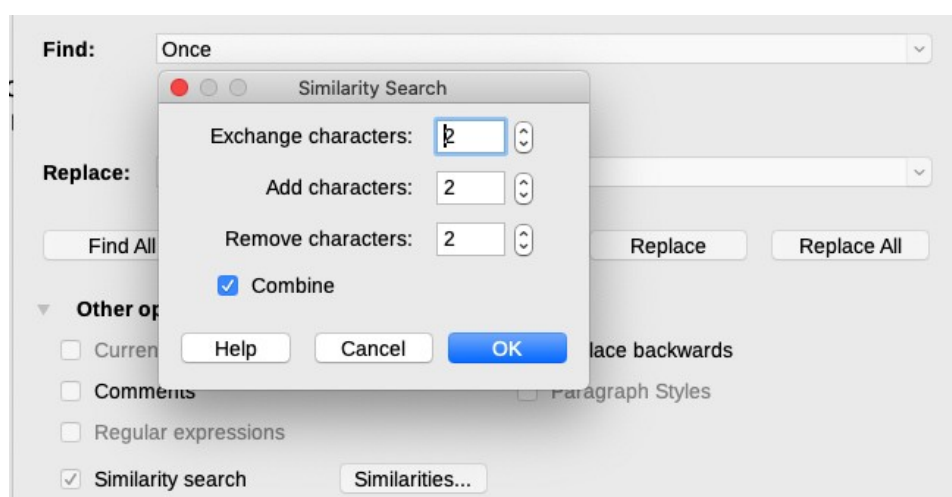 Find: Once
Similarity Search
Exchange characters: 2
Add characters: 2
Replace:
Remove characters: 2
Find All Replace Replace All
Combine
Other op
Help Cancel OK
Curren lace backwards
Comments Paragraph Styles
Regular expressions
Similarity search Similarities...